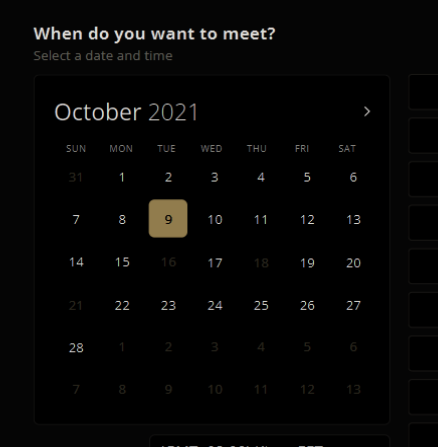 When do you want to meet?
Select a date and time
October 2021
SUN MON TUE WED THU FRI SAT
31 1 2 3 4 5 6
7 8 9 10 11 12 13
14 15 16 17 18 19 20
21 22 23 24 25 26 27
28 1 2 3 4 5 6
7 8 9 10 11 12 13